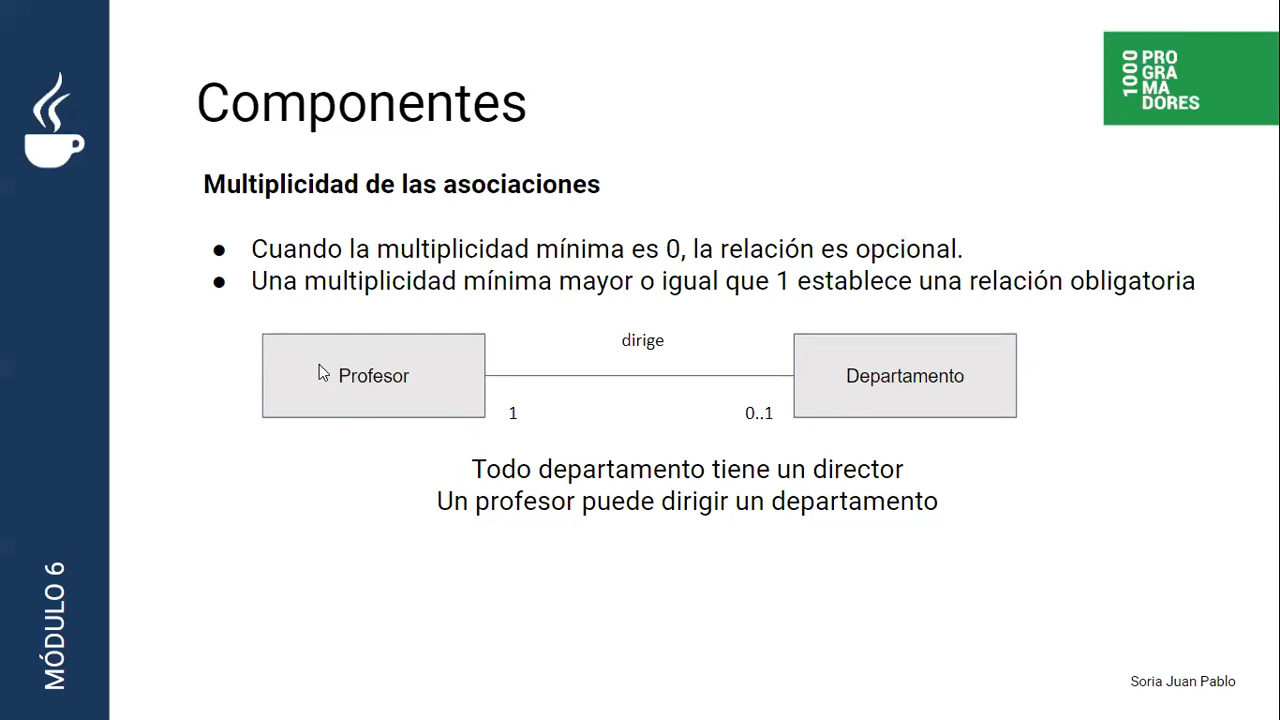 Componentes
1000
PRO
GRA
MA
DORES
Multiplicidad de las asociaciones
● Cuando la multiplicidad mínima es 0, la relación es opcional.
● Una multiplicidad mínima mayor o igual que 1 establece una relación obligatoria
dirige
Profesor
Departamento
1
0..1
Todo departamento tiene un director
Un profesor puede dirigir un departamento
MÓDULO 6
Soria Juan Pablo